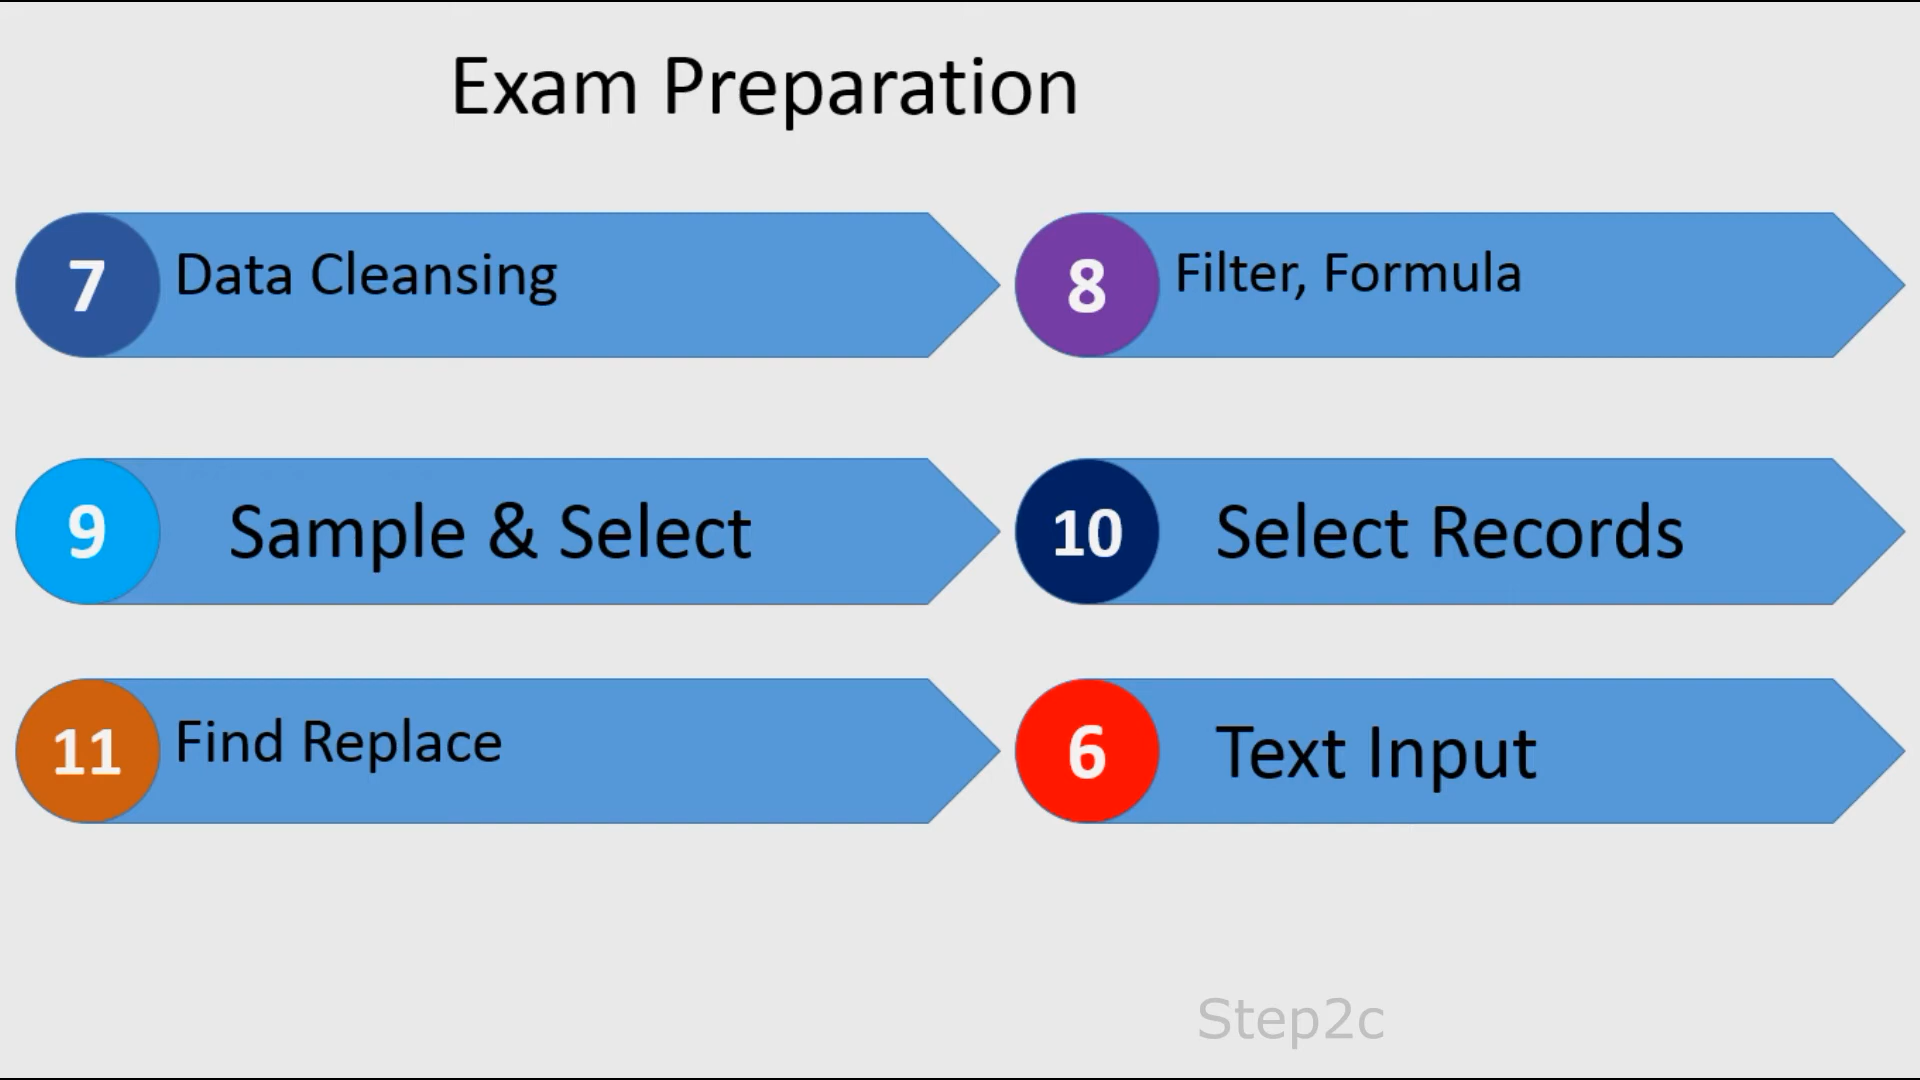 Exam Preparation
7 Data Cleansing
8 Filter, Formula
9 Sample & Select
10 Select Records
11 Find Replace
6 Text Input
Step2c